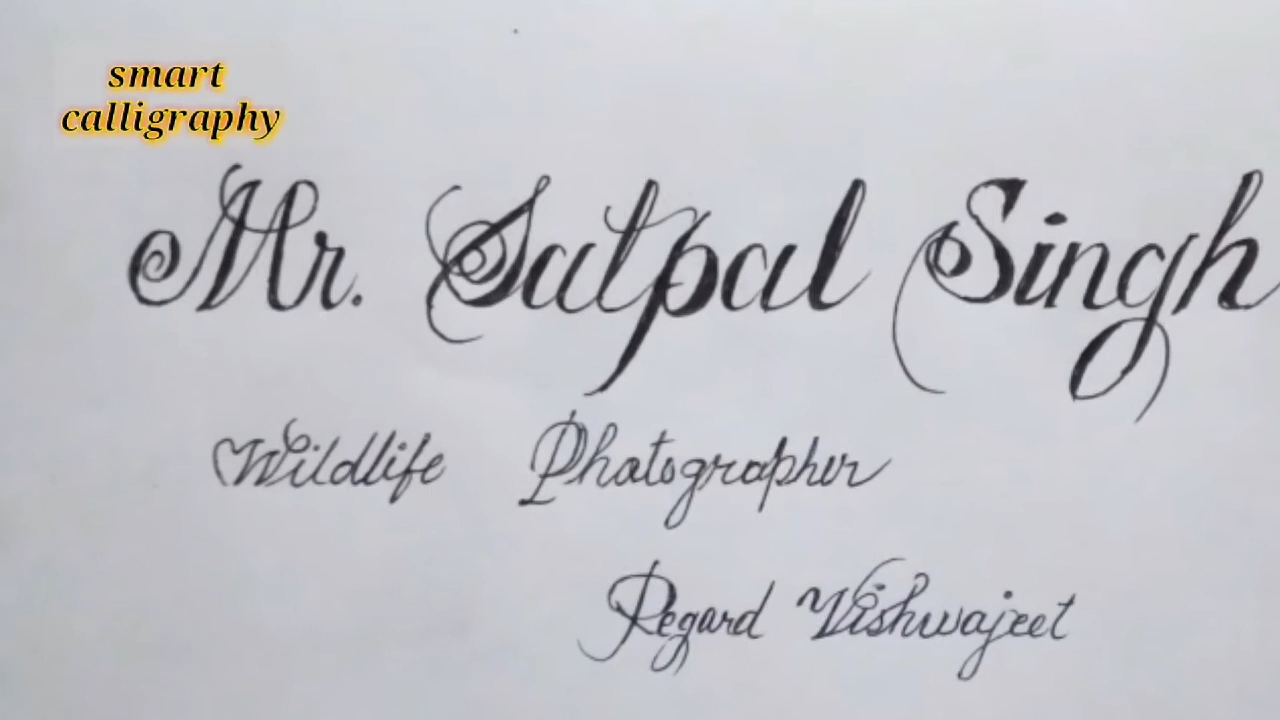 smart
calligraphy
Mr. Satpal Singh
Wildlife Photographer
Regard Vishwajeet